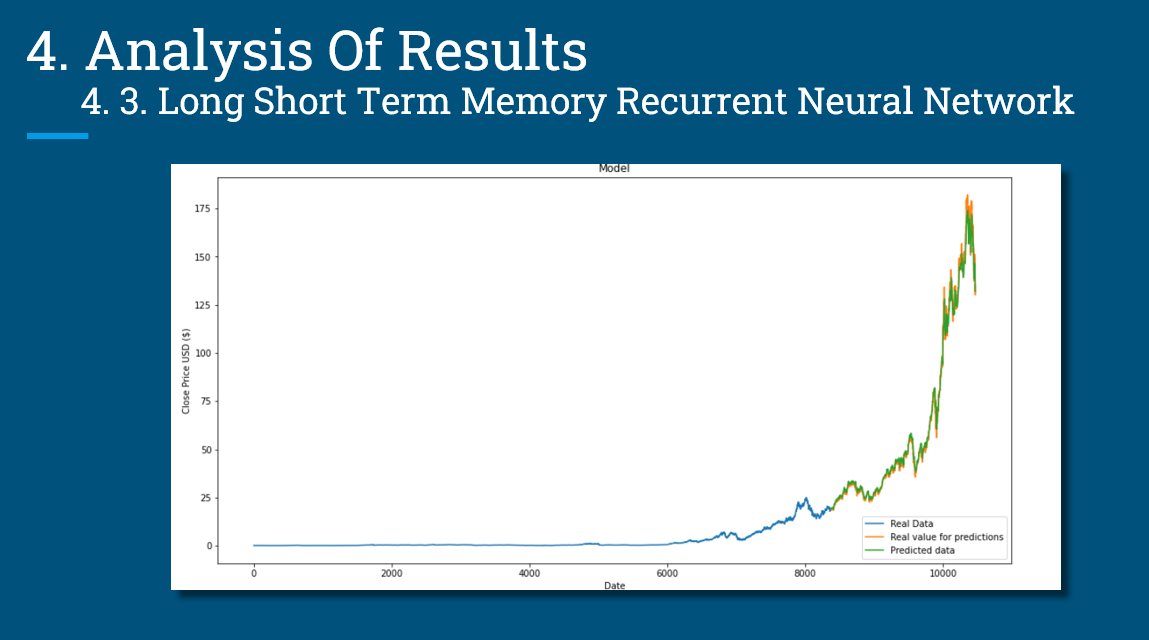 4. Analysis Of Results
4. 3. Long Short Term Memory Recurrent Neural Network
Model
175
150
125
100
75
50
25
0
Close Price USD ($)
0 2000 4000 6000 8000 10000
Date
Real Data
Real value for predictions
Predicted data